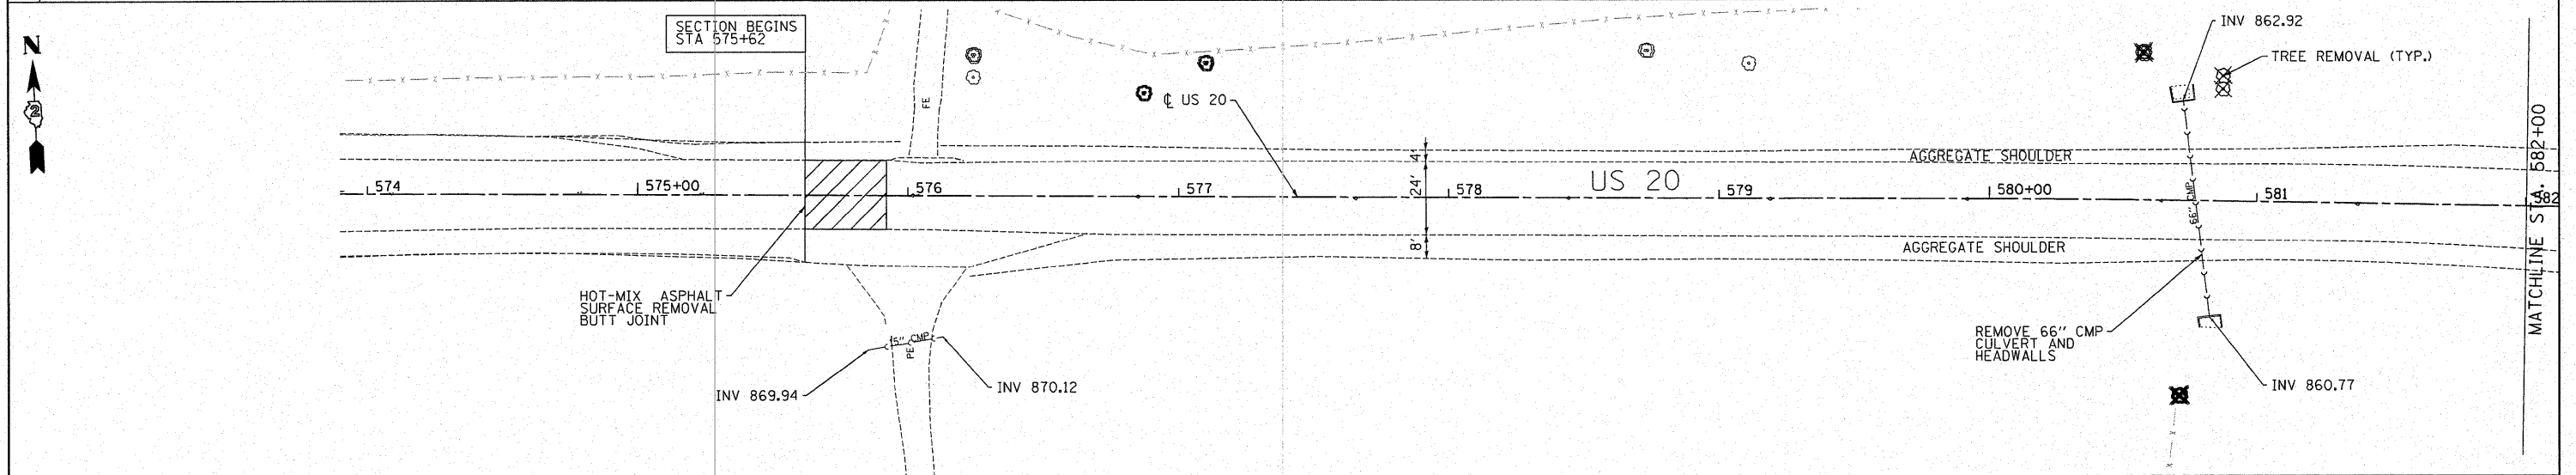 SECTION BEGINS
STA 575+62
INV 862.92
N
TREE REMOVAL (TYP.)
2
FE
℄ US 20
4'
AGGREGATE SHOULDER
574
575+00
576
577
24'
578
US 20
579
580+00
66" CMP
581
582
MATCHLINE STA. 582+00
8'
AGGREGATE SHOULDER
HOT-MIX ASPHALT
SURFACE REMOVAL
BUTT JOINT
REMOVE 66" CMP
CULVERT AND
HEADWALLS
5" CMP
PE
INV 869.94
INV 870.12
INV 860.77